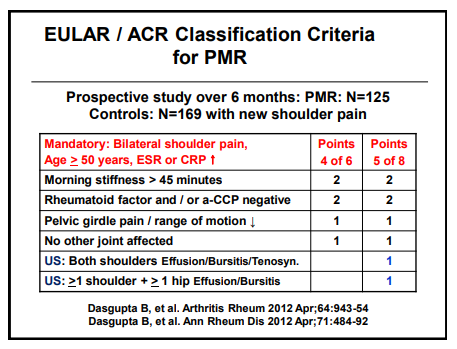 EULAR / ACR Classification Criteria
for PMR
Prospective study over 6 months: PMR: N=125
Controls: N=169 with new shoulder pain
Mandatory: Bilateral shoulder pain, Points Points
Age ≥ 50 years, ESR or CRP ↑ 4 of 6 5 of 8
Morning stiffness > 45 minutes 2 2
Rheumatoid factor and / or a-CCP negative 2 2
Pelvic girdle pain / range of motion ↓ 1 1
No other joint affected 1 1
US: Both shoulders Effusion/Bursitis/Tenosyn. 1
US: ≥1 shoulder + ≥ 1 hip Effusion/Bursitis 1
Dasgupta B, et al. Arthritis Rheum 2012 Apr;64:943-54
Dasgupta B, et al. Ann Rheum Dis 2012 Apr;71:484-92